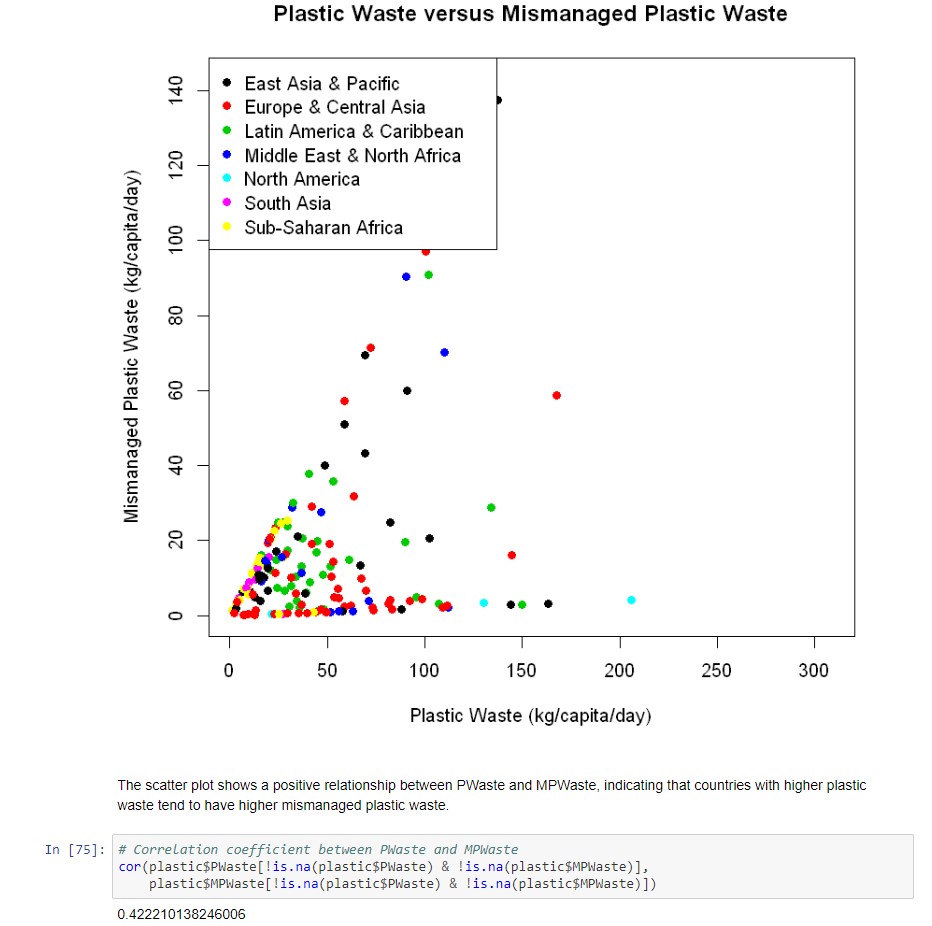 Plastic Waste versus Mismanaged Plastic Waste
140
120
100
80
60
40
20
0
Mismanaged Plastic Waste (kg/capita/day)
East Asia & Pacific
Europe & Central Asia
Latin America & Caribbean
Middle East & North Africa
North America
South Asia
Sub-Saharan Africa
0 50 100 150 200 250 300
Plastic Waste (kg/capita/day)
The scatter plot shows a positive relationship between PWaste and MPWaste, indicating that countries with higher plastic
waste tend to have higher mismanaged plastic waste.
In [75]: # Correlation coefficient between PWaste and MPWaste
cor(plastic$PWaste[!is.na(plastic$PWaste) & !is.na(plastic$MPWaste)],
plastic$MPWaste[!is.na(plastic$PWaste) & !is.na(plastic$MPWaste)])
0.422210138246006